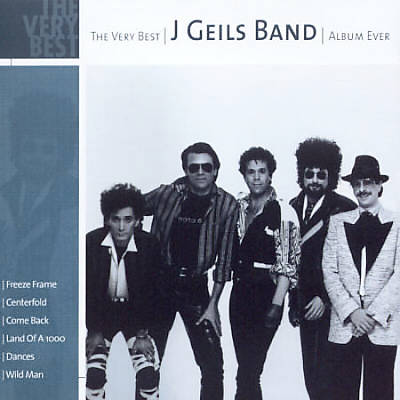 THE
VERY
BEST
THE VERY BEST | J GEILS BAND | ALBUM EVER
| Freeze Frame
| Centerfold
| Come Back
| Land Of A 1000
| Dances
| Wild Man